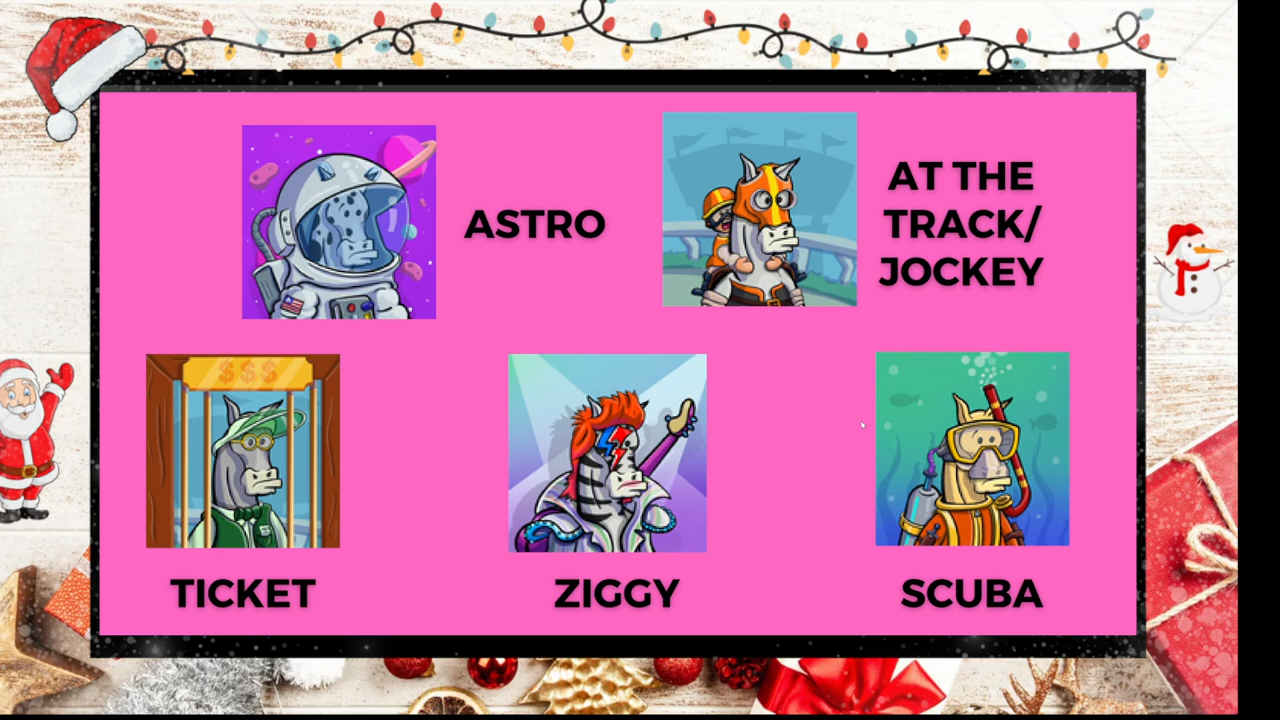 ASTRO
AT THE
TRACK/
JOCKEY
$$$
TICKET
ZIGGY
SCUBA